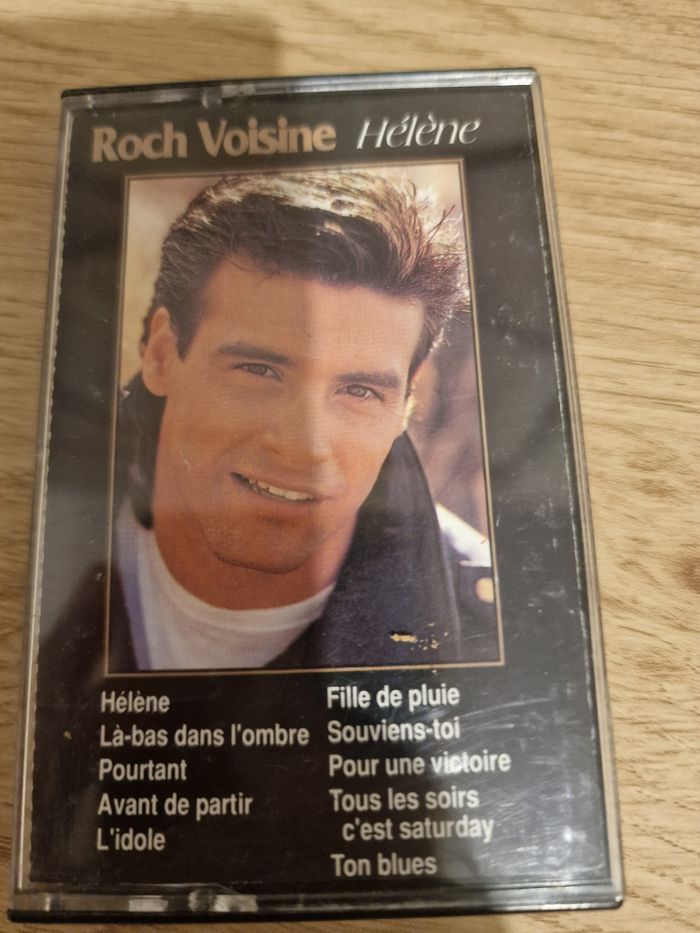 Roch Voisine Hélène
Hélène
Là-bas dans l'ombre
Pourtant
Avant de partir
L'idole
Fille de pluie
Souviens-toi
Pour une victoire
Tous les soirs
c'est saturday
Ton blues